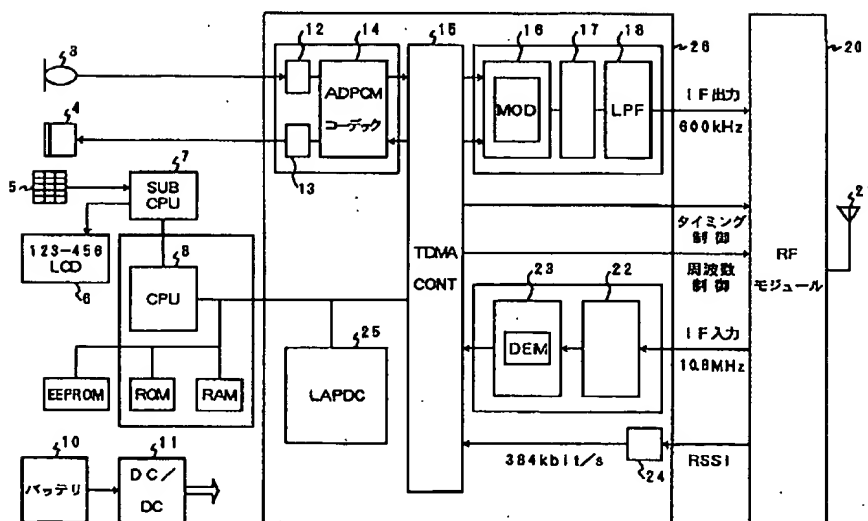 3
12
14
15
16
17
18
26
20
ADPCM
コーデック
MOD
LPF
IF出力
600kHz
4
13
2
5
7
SUB
CPU
タイミング
制御
123-456
LCD
6
8
CPU
TDMA
CONT
周波数
制御
RF
モジュール
23
22
IF入力
DEM
10.8MHz
25
LAPDC
EEPROM
ROM
RAM
384kbit/s
24
RSSI
10
バッテリ
11
DC/
DC